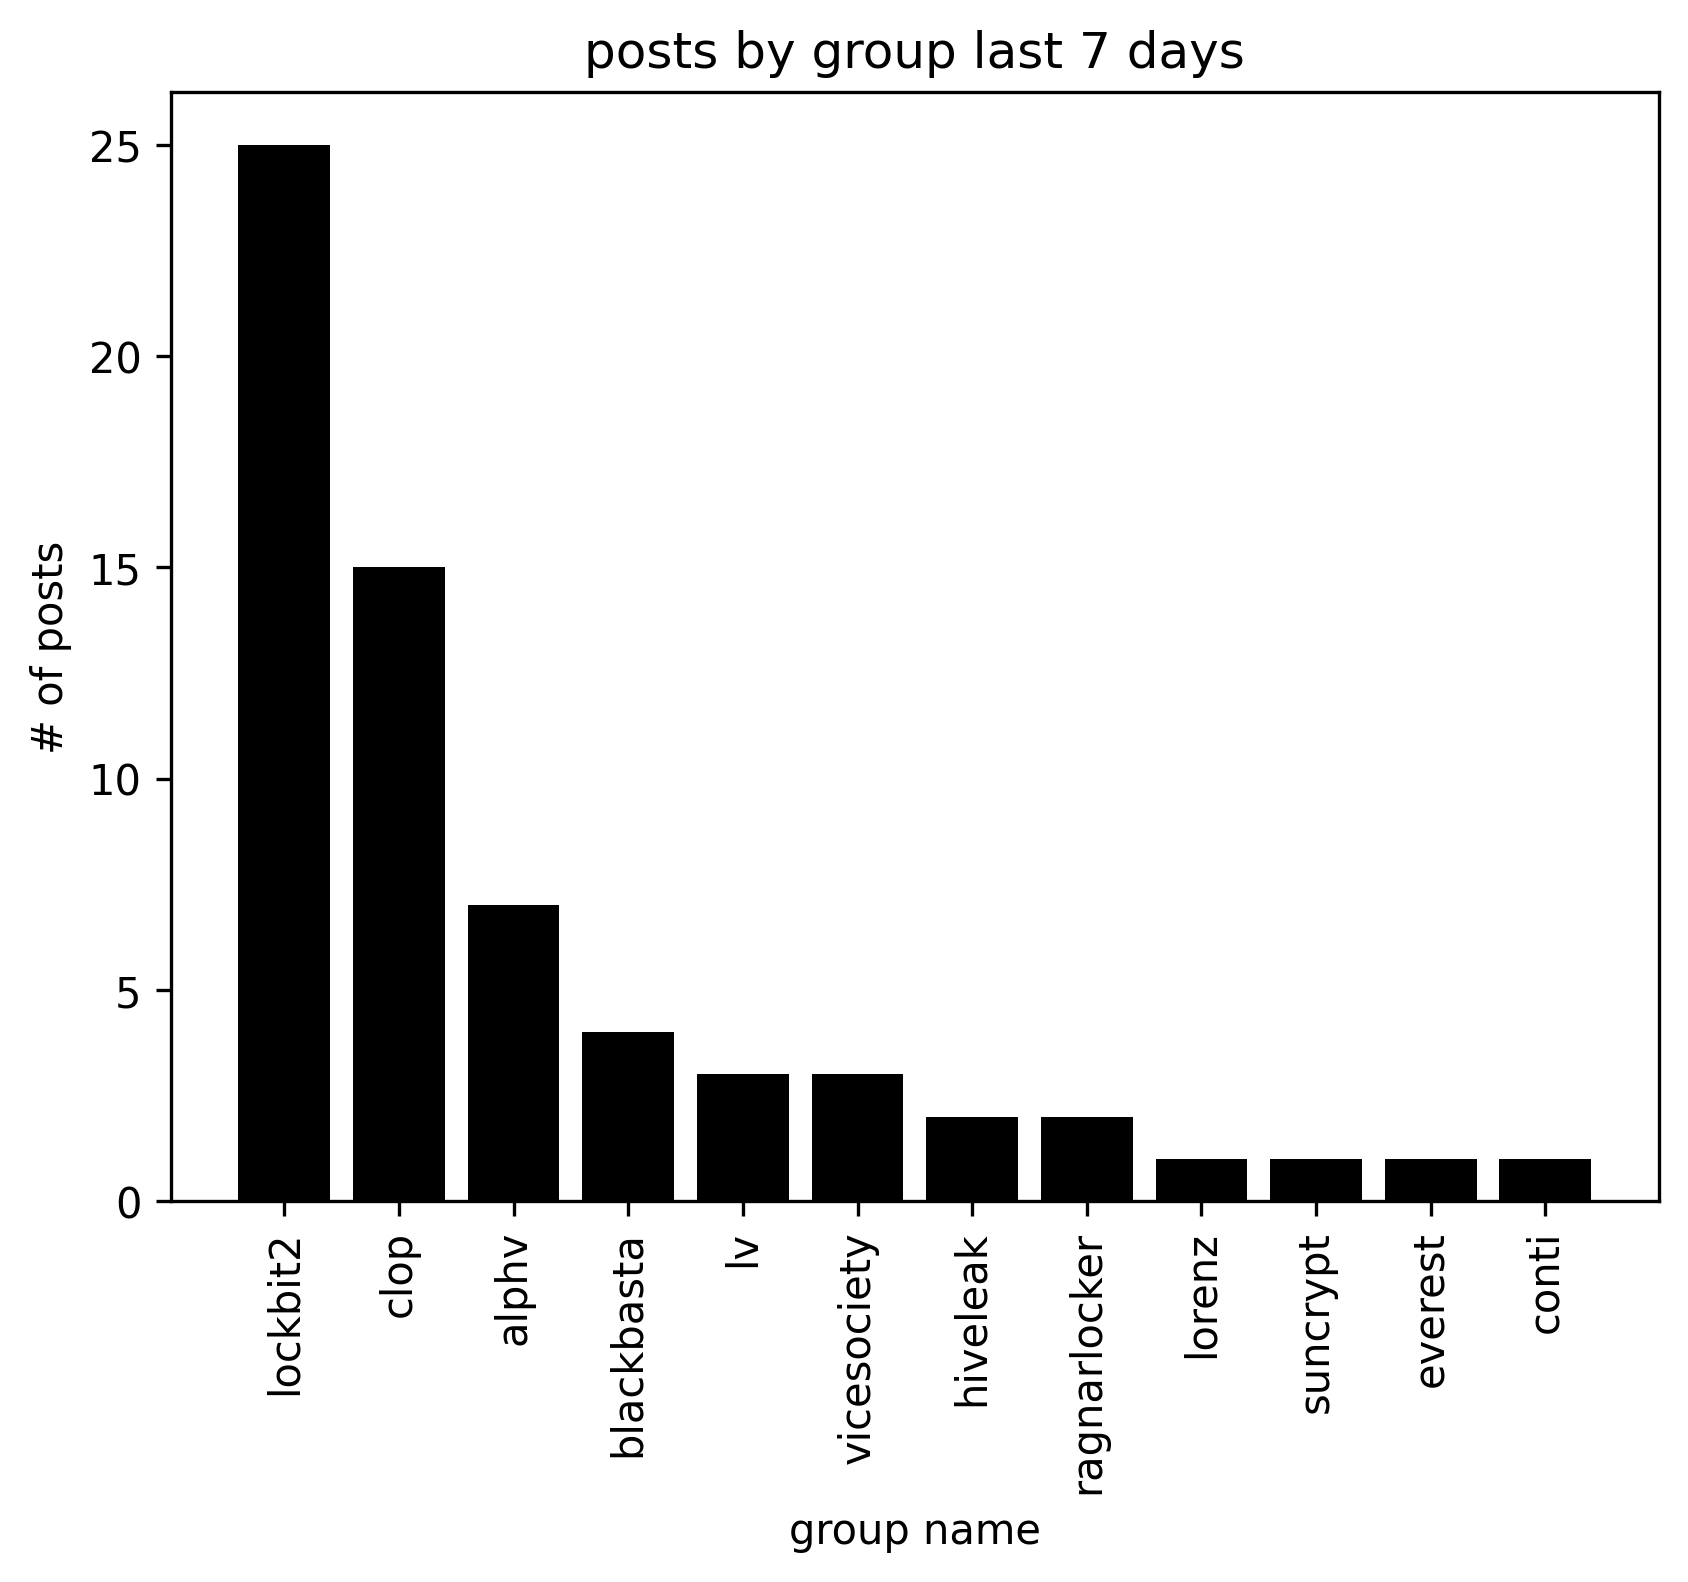 posts by group last 7 days
# of posts
25
20
15
10
5
0
lockbit2
clop
alphv
blackbasta
lv
vicesociety
hiveleak
ragnarlocker
lorenz
suncrypt
everest
conti
group name